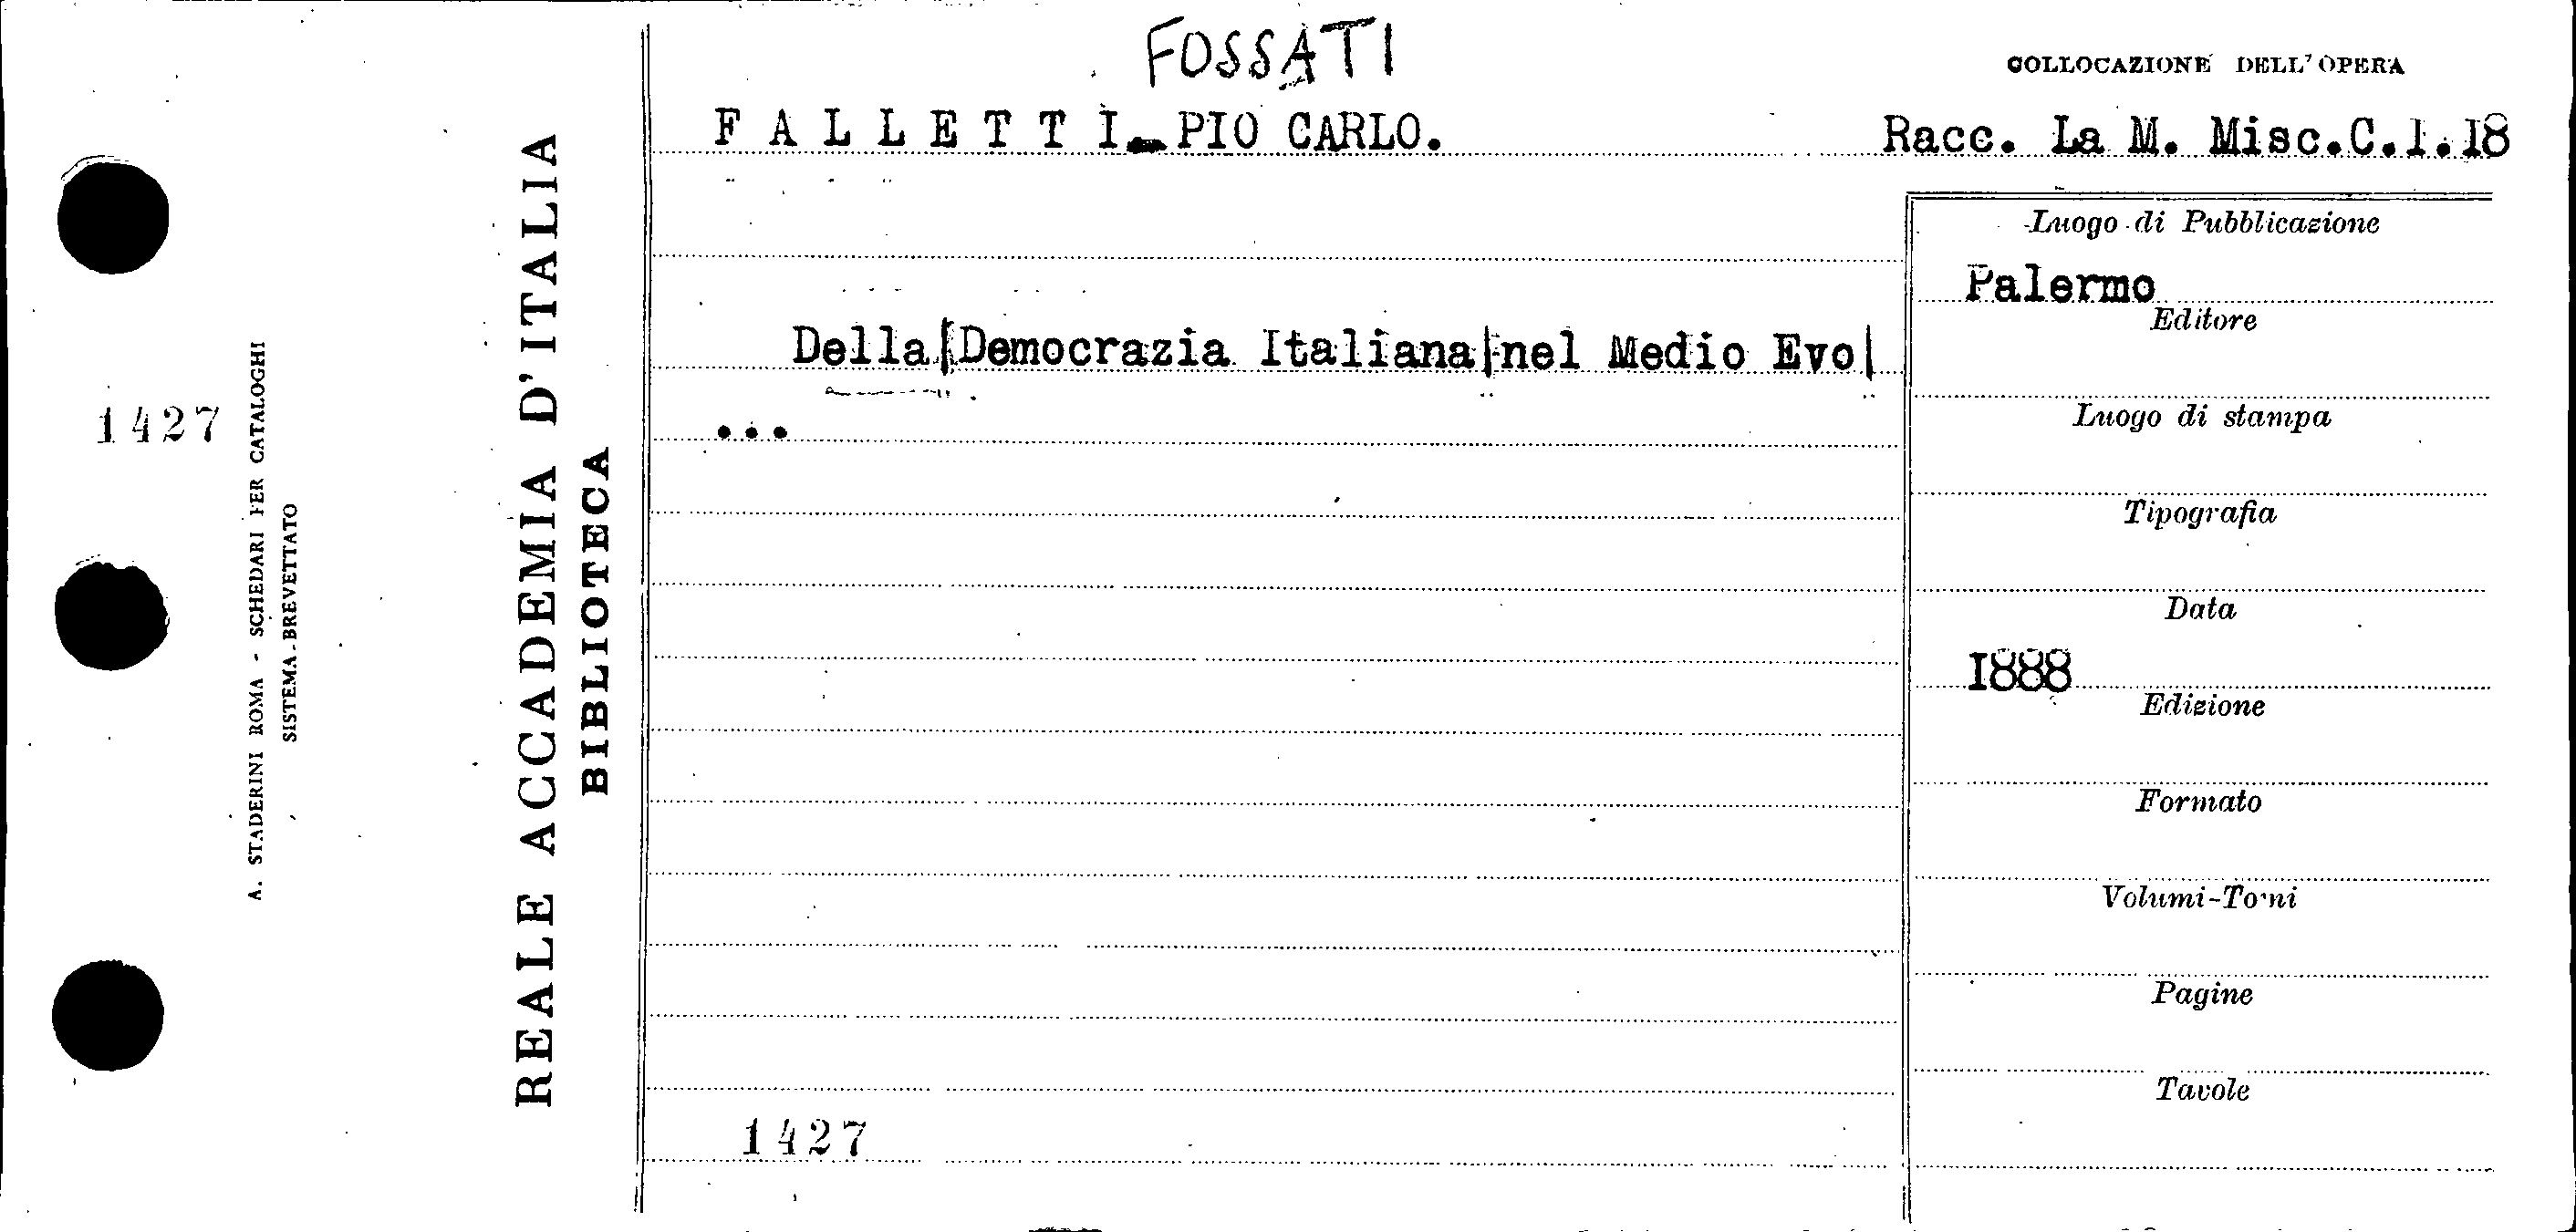 FOSSATI
COLLOCAZIONE DELL'OPERA
F A L L E T T I - PIO CARLO.
Racc. La M. Misc.C.1.18
Della|Democrazia Italiana|nel Medio Evo|
...
1427
Luogo di Pubblicazione
Palermo
Editore
Luogo di stampa
Tipografia
Data
1888
Edizione
Formato
Volumi-Tomi
Pagine
Tavole
1427
REALE ACCADEMIA D'ITALIA
BIBLIOTECA
A. STADERINI ROMA - SCHEDARI PER CATALOGHI
SISTEMA-BREVETTATO